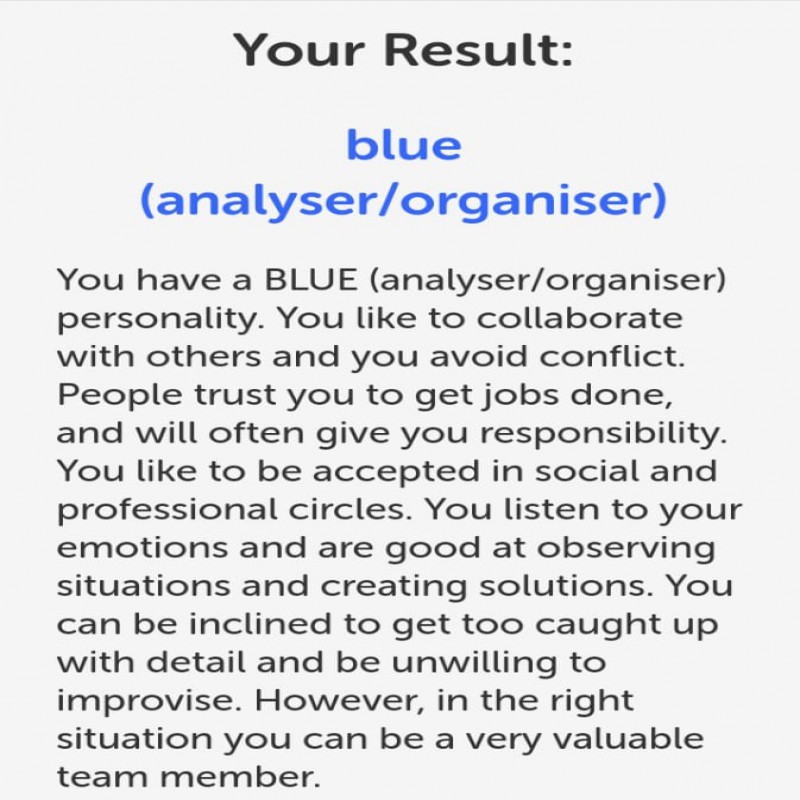 Your Result:
blue
(analyser/organiser)
You have a BLUE (analyser/organiser)
personality. You like to collaborate
with others and you avoid conflict.
People trust you to get jobs done,
and will often give you responsibility.
You like to be accepted in social and
professional circles. You listen to your
emotions and are good at observing
situations and creating solutions. You
can be inclined to get too caught up
with detail and be unwilling to
improvise. However, in the right
situation you can be a very valuable
team member.